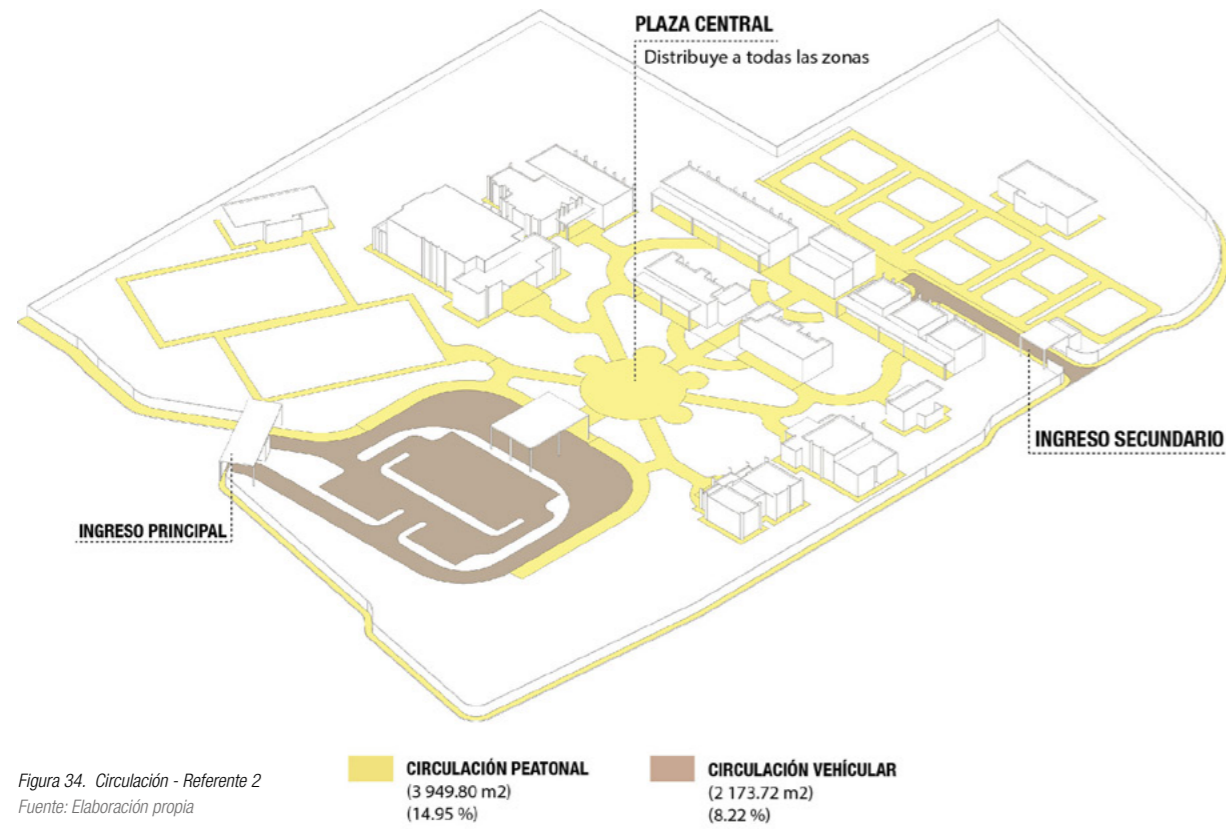 PLAZA CENTRAL
Distribuye a todas las zonas
INGRESO SECUNDARIO
INGRESO PRINCIPAL
Figura 34. Circulación - Referente 2
Fuente: Elaboración propia
CIRCULACIÓN PEATONAL
(3 949.80 m2)
(14.95 %)
CIRCULACIÓN VEHÍCULAR
(2 173.72 m2)
(8.22 %)